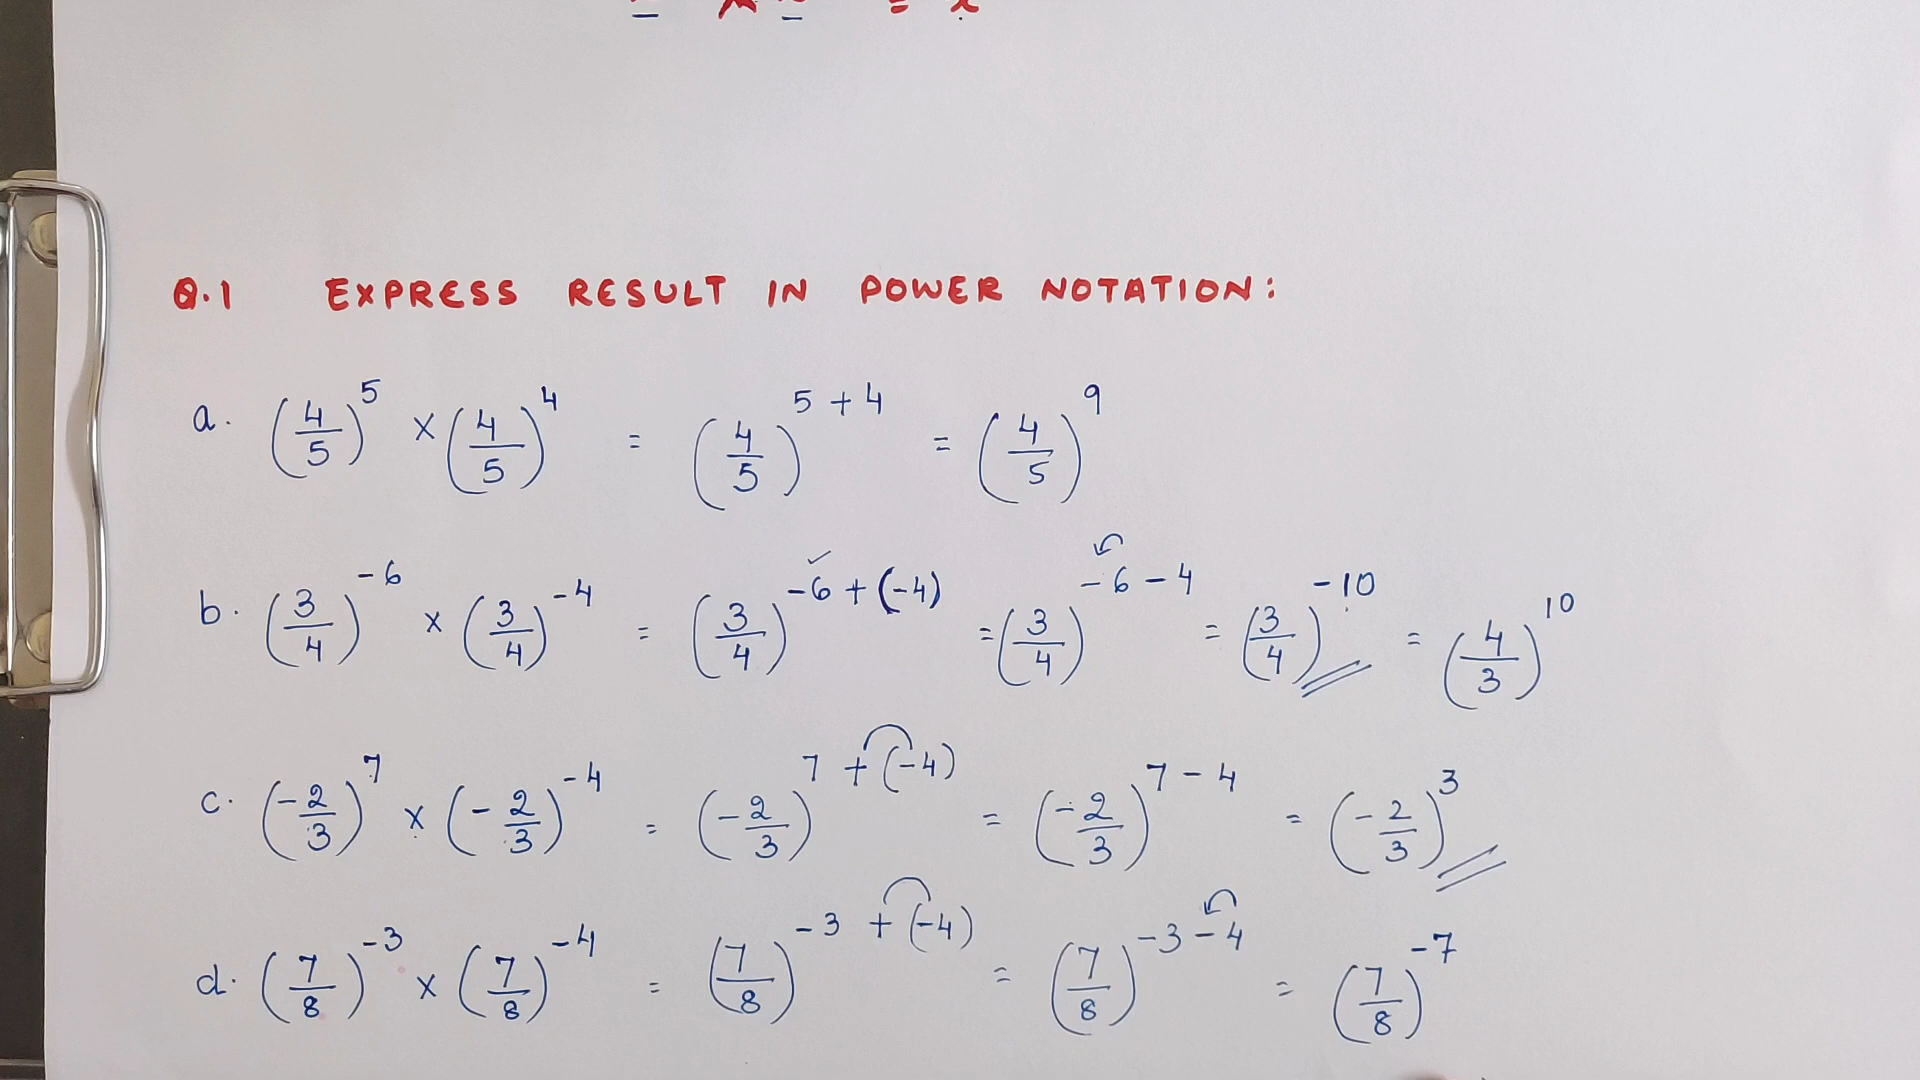 Q.1 EXPRESS RESULT IN POWER NOTATION:
a. (4/5)^5 × (4/5)^4 = (4/5)^(5+4) = (4/5)^9
b. (3/4)^-6 × (3/4)^-4 = (3/4)^(-6+(-4)) = (3/4)^(-6-4) = (3/4)^-10 = (4/3)^10
c. (-2/3)^7 × (-2/3)^-4 = (-2/3)^(7+(-4)) = (-2/3)^(7-4) = (-2/3)^3
d. (7/8)^-3 × (7/8)^-4 = (7/8)^(-3+(-4)) = (7/8)^(-3-4) = (7/8)^-7